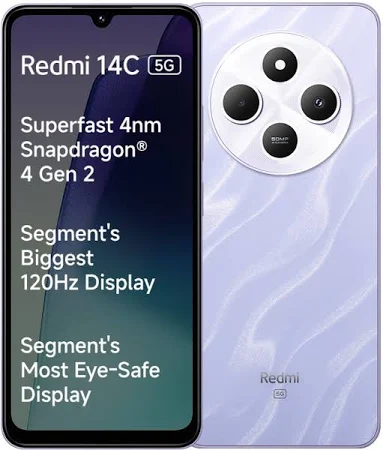 Redmi 14C 5G
Superfast 4nm
Snapdragon®
4 Gen 2
Segment's
Biggest
120Hz Display
Segment's
Most Eye-Safe
Display
50MP
Redmi
5G